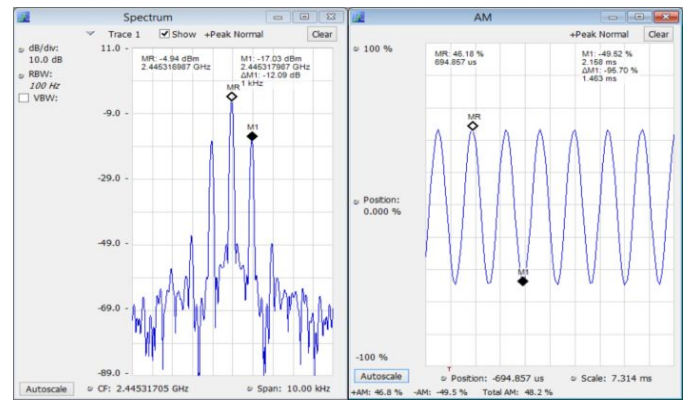 Spectrum
Trace 1 Show +Peak Normal Clear
dB/div:
10.0 dB
RBW:
100 Hz
VBW:
11.0
-9.0
-29.0
-49.0
-69.0
-89.0
MR: -4.94 dBm
2.445316987 GHz
M1: -17.03 dBm
2.445317987 GHz
ΔM1: -12.09 dB
1 kHz
MR
M1
Autoscale CF: 2.44531705 GHz Span: 10.00 kHz
AM
+Peak Normal Clear
100 %
MR: 46.18 %
694.857 us
M1: -49.52 %
2.158 ms
ΔM1: -95.70 %
1.463 ms
MR
M1
Position:
0.000 %
-100 %
T
Autoscale Position: -694.857 us Scale: 7.314 ms
+AM: 46.8 % -AM: -49.5 % Total AM: 48.2 %